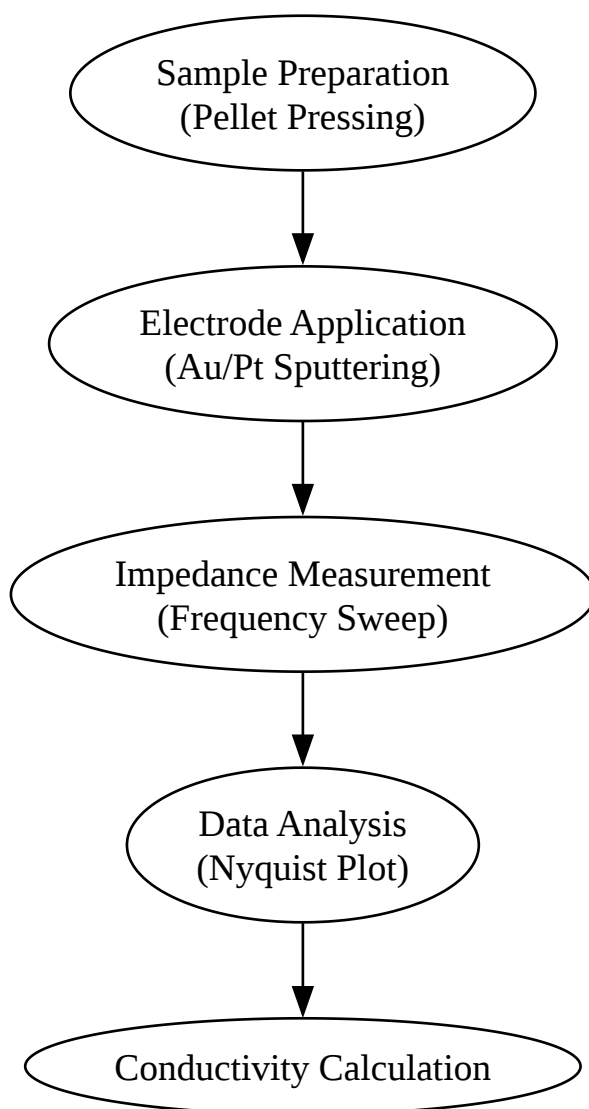 Sample Preparation
(Pellet Pressing)
Electrode Application
(Au/Pt Sputtering)
Impedance Measurement
(Frequency Sweep)
Data Analysis
(Nyquist Plot)
Conductivity Calculation